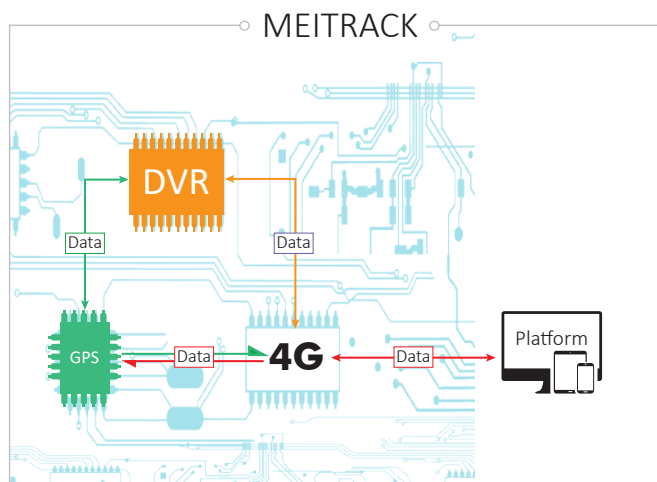 MEITRACK
DVR
Data
Data
GPS
Data
4G
Data
Platform